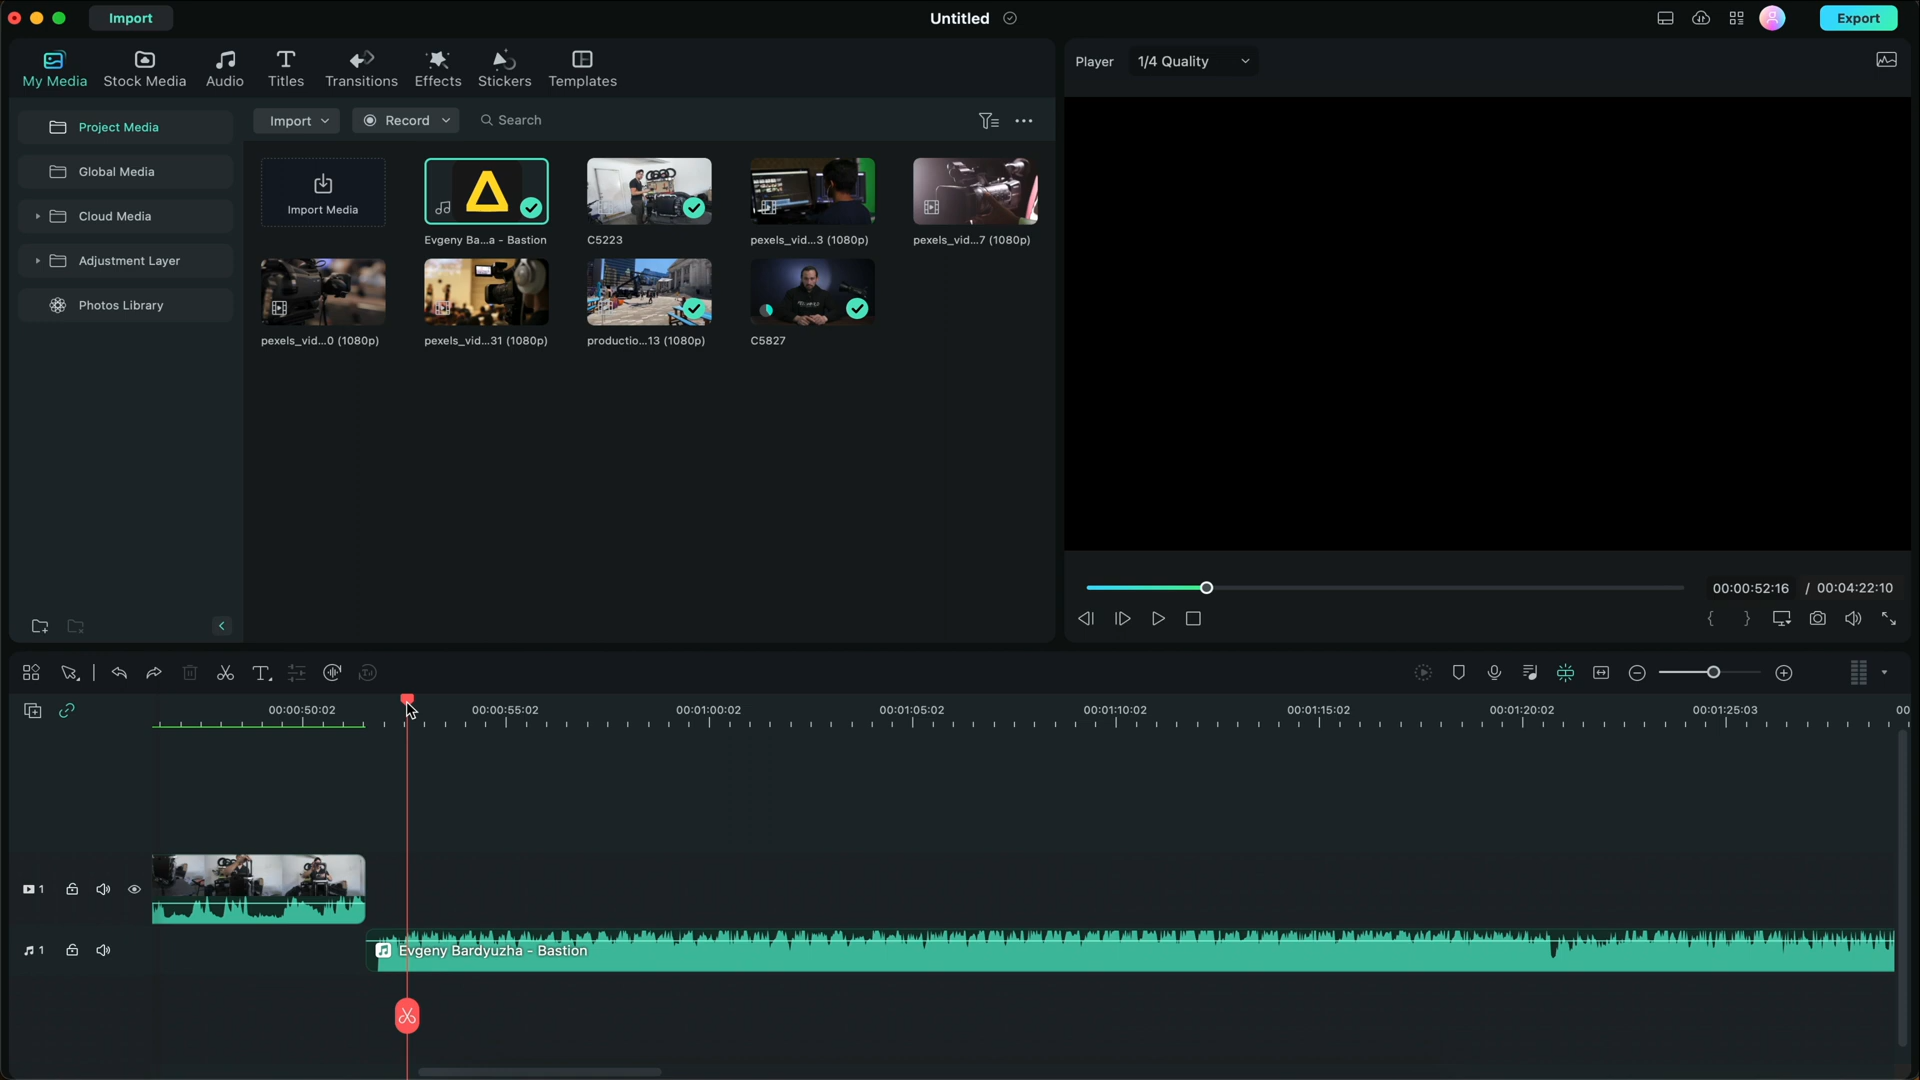 Import
Untitled
Export
My Media
Stock Media
Audio
Titles
Transitions
Effects
Stickers
Templates
Player
1/4 Quality
Project Media
Global Media
Cloud Media
Adjustment Layer
Photos Library
Import
Record
Search
Import Media
Evgeny Ba...a - Bastion
C5223
pexels_vid...3 (1080p)
pexels_vid...7 (1080p)
pexels_vid...0 (1080p)
pexels_vid...31 (1080p)
productio...13 (1080p)
C5827
00:00:52:16 / 00:04:22:10
00:00:50:02
00:00:55:02
00:01:00:02
00:01:05:02
00:01:10:02
00:01:15:02
00:01:20:02
00:01:25:03
00
1
1
Evgeny Bardyuzha - Bastion